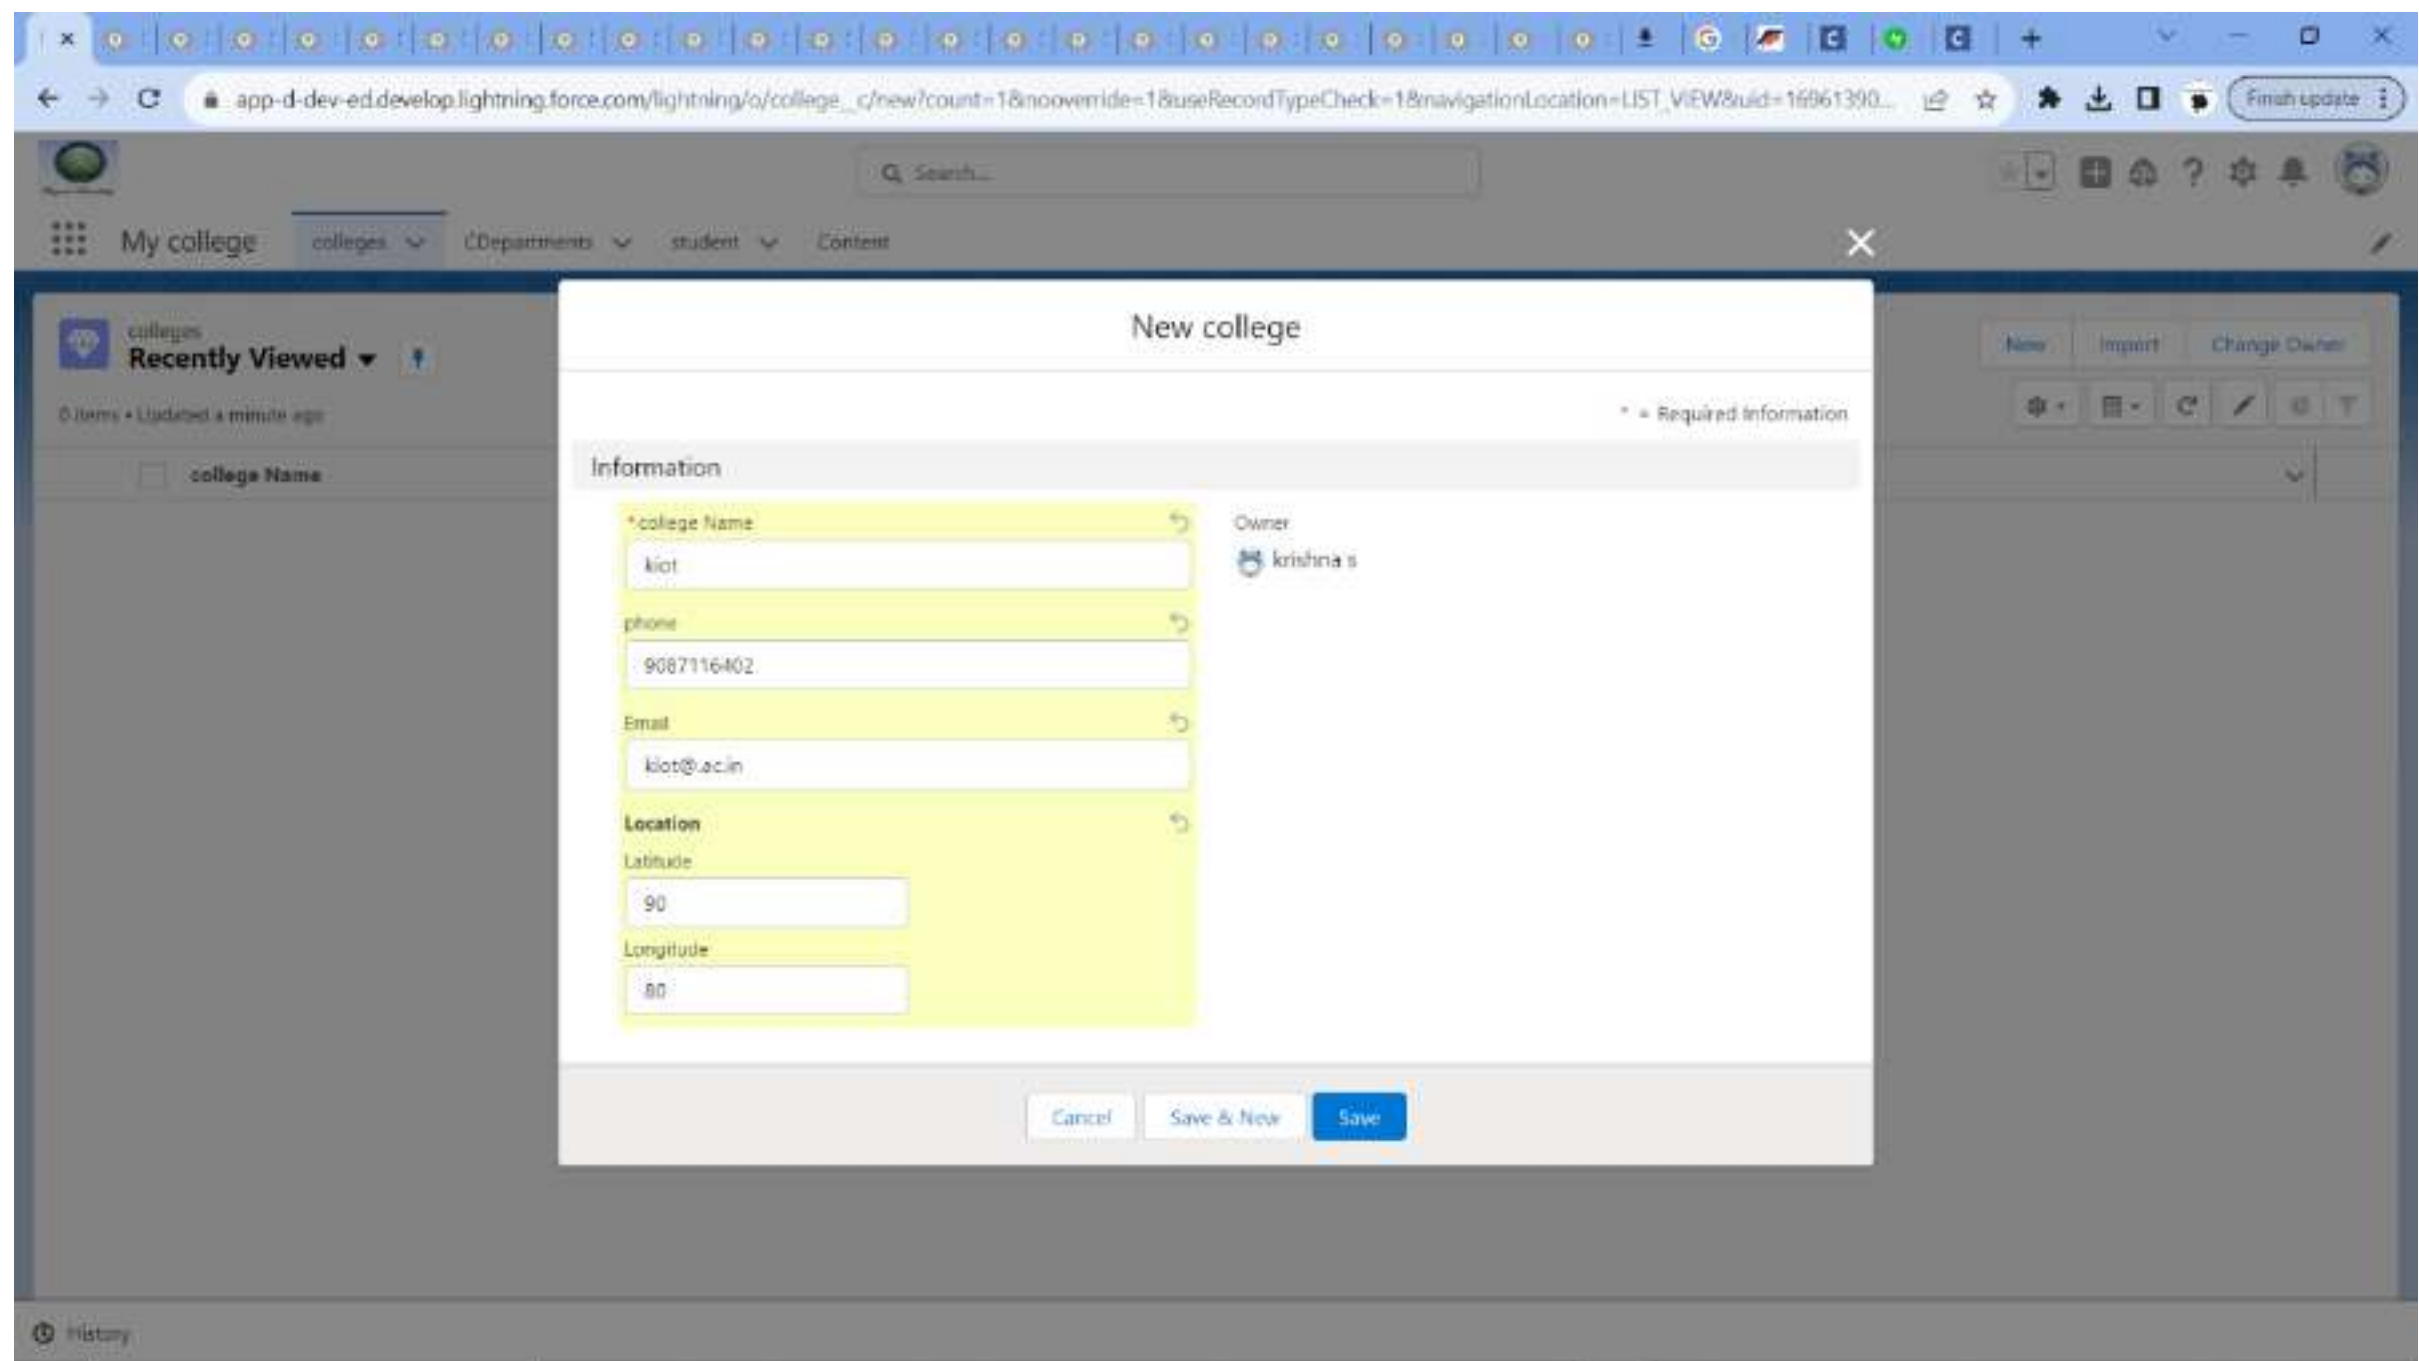 app-d-dev-ed.develop.lightning.force.com/lightning/o/college__c/new?count=1&nooverride=1&useRecordTypeCheck=1&navigationLocation=LIST_VIEW&uid=16961390...
Finish update
Search...
My college
colleges
CDepartments
student
Content
New college
colleges
Recently Viewed
New
Import
Change Owner
0 items • Updated a minute ago
* = Required Information
Information
college Name
*college Name
Owner
kiot
krishna s
phone
9087116402
Email
kiot@.ac.in
Location
Latitude
90
Longitude
80
Cancel
Save & New
Save
History